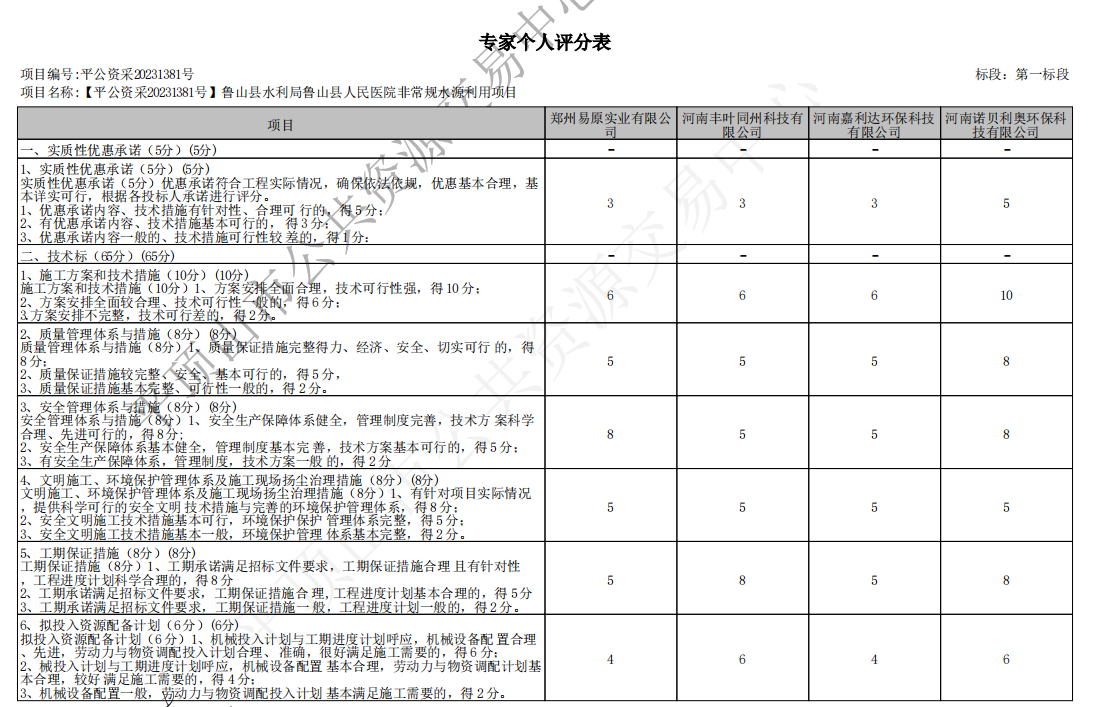 专家个人评分表
项目编号:平公资采20231381号
标段: 第一标段
项目名称:【平公资采20231381号】鲁山县水利局鲁山县人民医院非常规水源利用项目
项目 郑州易原实业有限公司 河南丰叶同州科技有限公司 河南嘉利达环保科技有限公司 河南诺贝利奥环保科技有限公司
一、实质性优惠承诺(5分)(5分) - - - -
1、实质性优惠承诺(5分)(5分)
实质性优惠承诺(5分)优惠承诺符合工程实际情况,确保依法依规,优惠基本合理,基
本详实可行,根据各投标人承诺进行评分。
1、优惠承诺内容、技术措施有针对性、合理可 行的,得5分;
2、有优惠承诺内容、技术措施基本可行的, 得3分;
3、优惠承诺内容一般的、技术措施可行性较 差的,得1分:
3 3 3 5
二、技术标(65分)(65分) - - - -
1、施工方案和技术措施(10分)(10分)
施工方案和技术措施(10分)1、方案安排全面合理,技术可行性强,得10分;
2、方案安排全面较合理、技术可行性一般的,得6分;
3.方案安排不完整,技术可行差的,得2分。
6 6 6 10
2、质量管理体系与措施(8分)(8分)
质量管理体系与措施(8分)1、质量保证措施完整得力、经济、安全、切实可行 的,得
8分;
2、质量保证措施较完整、安全、基本可行的,得5分,
3、质量保证措施基本完整、可行性一般的,得2分。
5 5 5 8
3、安全管理体系与措施(8分)(8分)
安全管理体系与措施(8分)1、安全生产保障体系健全,管理制度完善,技术方 案科学
合理、先进可行的,得8分;
2、安全生产保障体系基本健全,管理制度基本完 善,技术方案基本可行的,得5分;
3、有安全生产保障体系,管理制度,技术方案一般 的,得2分
8 5 5 8
4、文明施工、环境保护管理体系及施工现场扬尘治理措施(8分)(8分)
文明施工、环境保护管理体系及施工现场扬尘治理措施(8分)1、有针对项目实际情况
,提供科学可行的安全文明 技术措施与完善的环境保护管理体系,得8分;
2、安全文明施工技术措施基本可行,环境保护保护 管理体系完整,得5分;
3、安全文明施工技术措施基本一般,环境保护管理 体系基本完整,得2分。
5 5 5 5
5、工期保证措施(8分)(8分)
工期保证措施(8分)1、工期承诺满足招标文件要求,工期保证措施合理 且有针对性
,工程进度计划科学合理的,得8分
2、工期承诺满足招标文件要求,工期保证措施合 理,工程进度计划基本合理的,得5分
3、工期承诺满足招标文件要求,工期保证措施一 般,工程进度计划一般的,得2分。
5 8 5 8
6、拟投入资源配备计划(6分)(6分)
拟投入资源配备计划(6分)1、机械投入计划与工期进度计划呼应,机械设备配 置合理
、先进,劳动力与物资调配投入计划合理、 准确,很好满足施工需要的,得6分;
2、械投入计划与工期进度计划呼应,机械设备配置 基本合理,劳动力与物资调配计划基
本合理,较好 满足施工需要的,得4分;
3、机械设备配置一般,劳动力与物资调配投入计划 基本满足施工需要的,得2分。
4 6 4 6
平顶山市公共资源交易中心
平顶山市公共资源交易中心